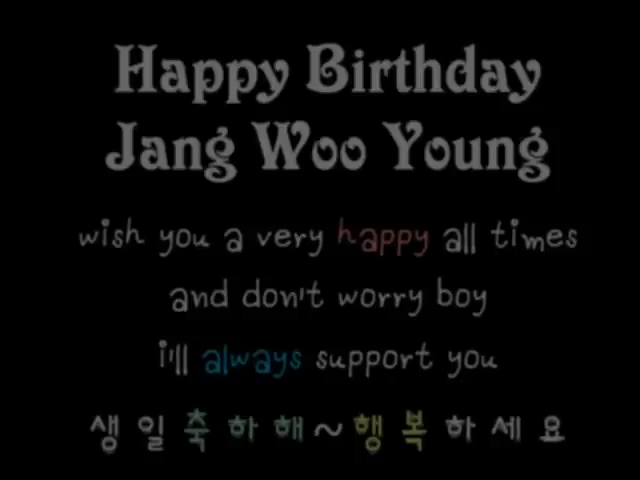 Happy Birthday
Jang Woo Young
wish you a very happy all times
and don't worry boy
i'll always support you
생일축하해~행복하세요